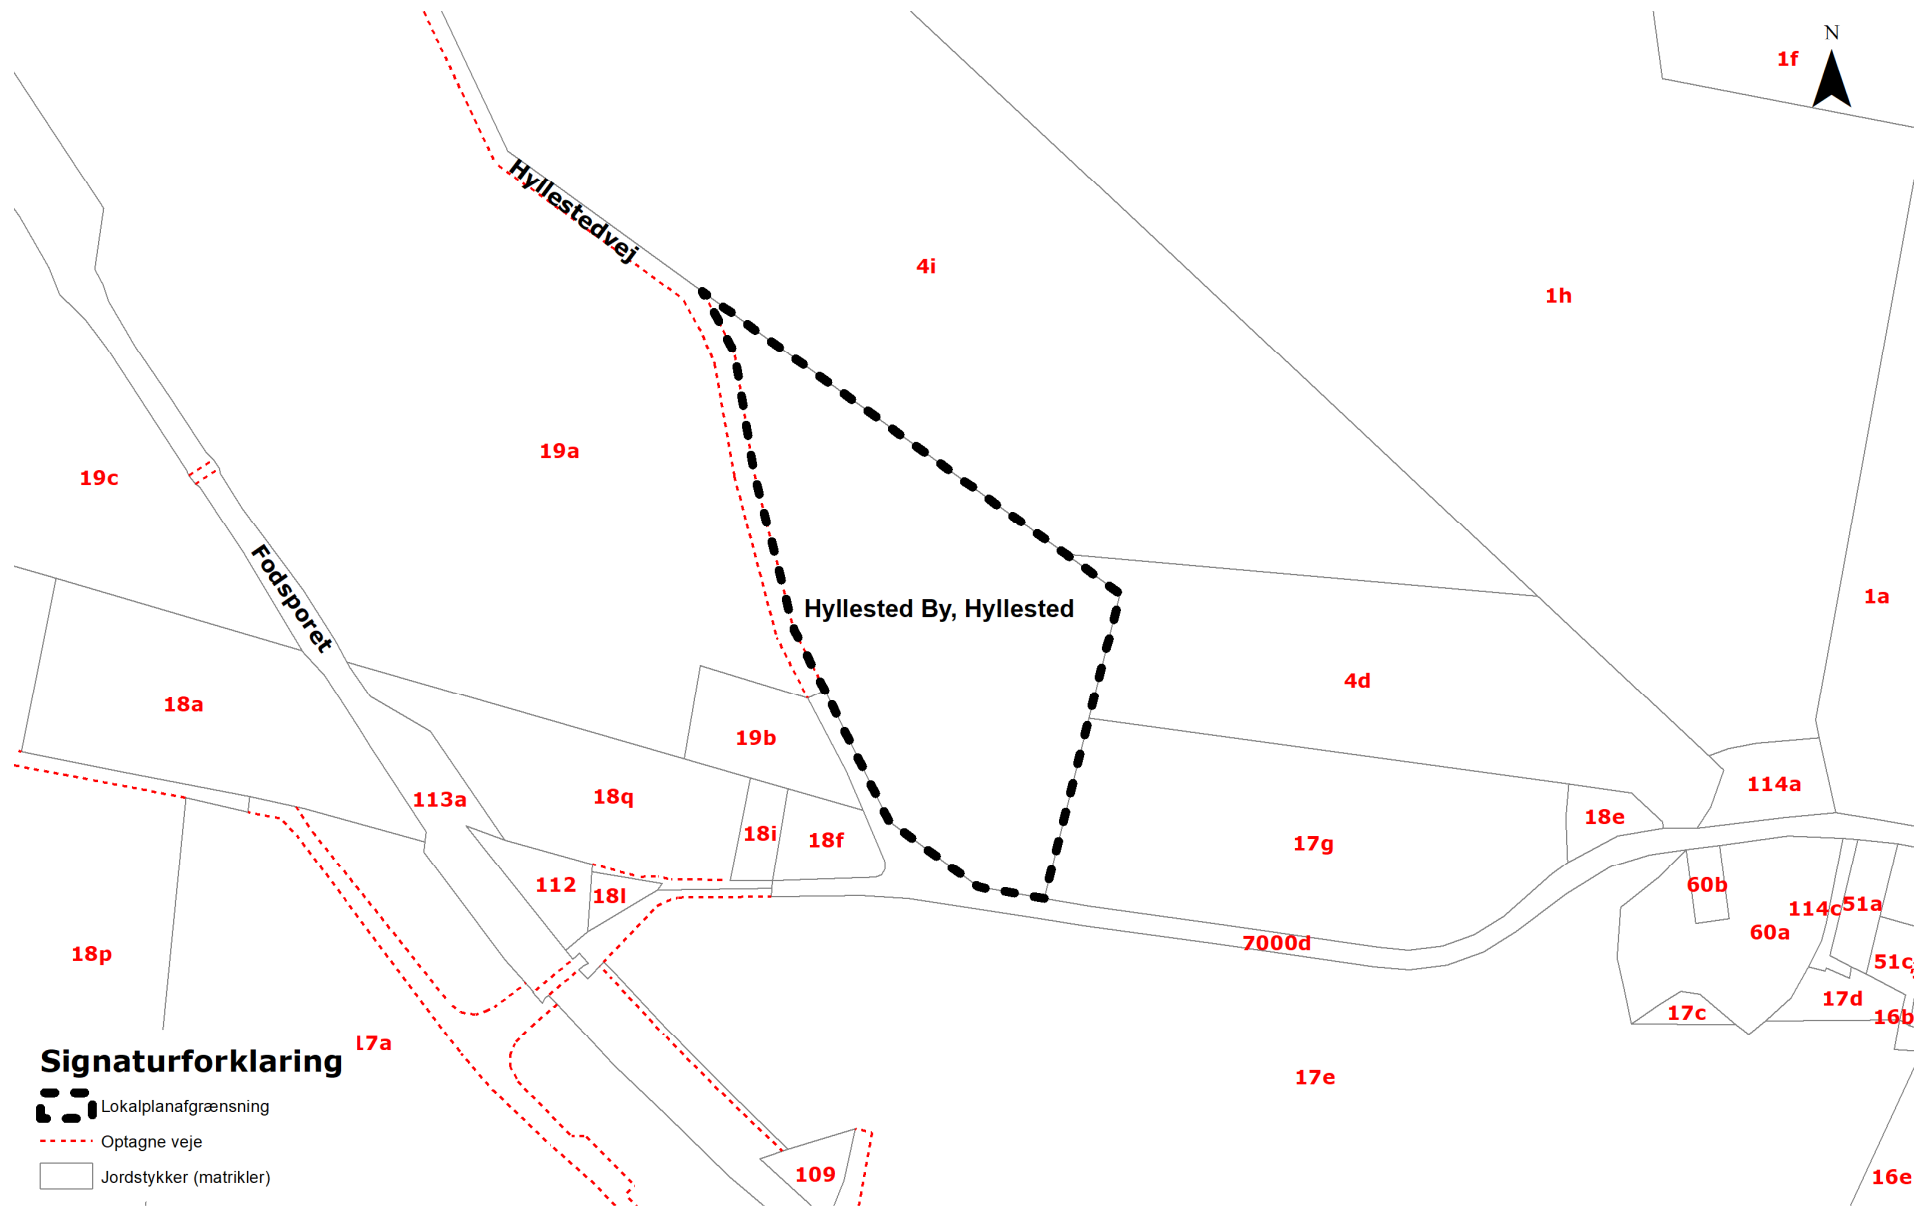 N
1f
Hyllestedvej
4i
1h
19a
19c
Fodsporet
1a
Hyllested By, Hyllested
4d
18a
19b
114a
113a
18q
18i
18f
18e
17g
112
18l
60b
114c
51a
60a
7000d
18p
51c
17d
17c
16b
17a
17e
109
16e
Signaturforklaring
Lokalplanafgrænsning
Optagne veje
Jordstykker (matrikler)